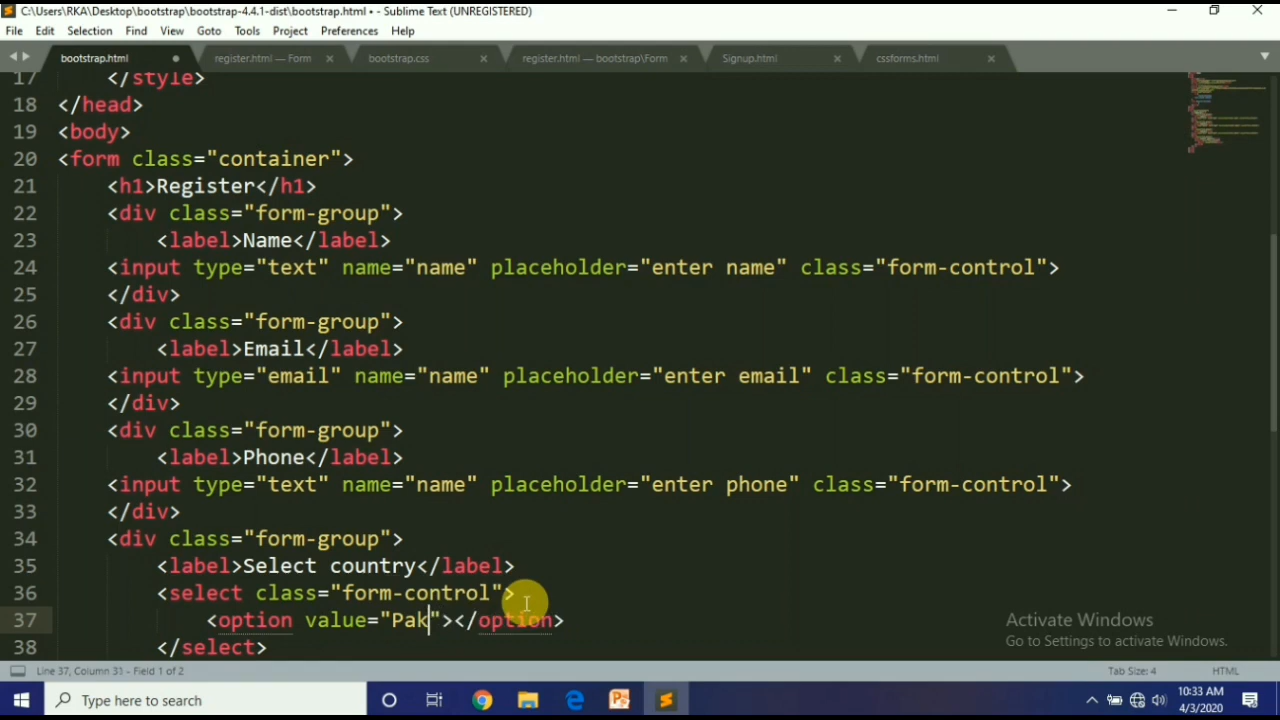 C:\Users\RKA\Desktop\bootstrap\bootstrap-4.4.1-dist\bootstrap.html • - Sublime Text (UNREGISTERED)
File Edit Selection Find View Goto Tools Project Preferences Help
bootstrap.html register.html — Form bootstrap.css register.html — bootstrap\Form Signup.html cssforms.html
17 </style>
18 </head>
19 <body>
20 <form class="container">
21 <h1>Register</h1>
22 <div class="form-group">
23 <label>Name</label>
24 <input type="text" name="name" placeholder="enter name" class="form-control">
25 </div>
26 <div class="form-group">
27 <label>Email</label>
28 <input type="email" name="name" placeholder="enter email" class="form-control">
29 </div>
30 <div class="form-group">
31 <label>Phone</label>
32 <input type="text" name="name" placeholder="enter phone" class="form-control">
33 </div>
34 <div class="form-group">
35 <label>Select country</label>
36 <select class="form-control">
37 <option value="Pak"></option>
38 </select>
Activate Windows
Go to Settings to activate Windows.
Line 37, Column 31 - Field 1 of 2 Tab Size: 4 HTML
Type here to search
10:33 AM
4/3/2020